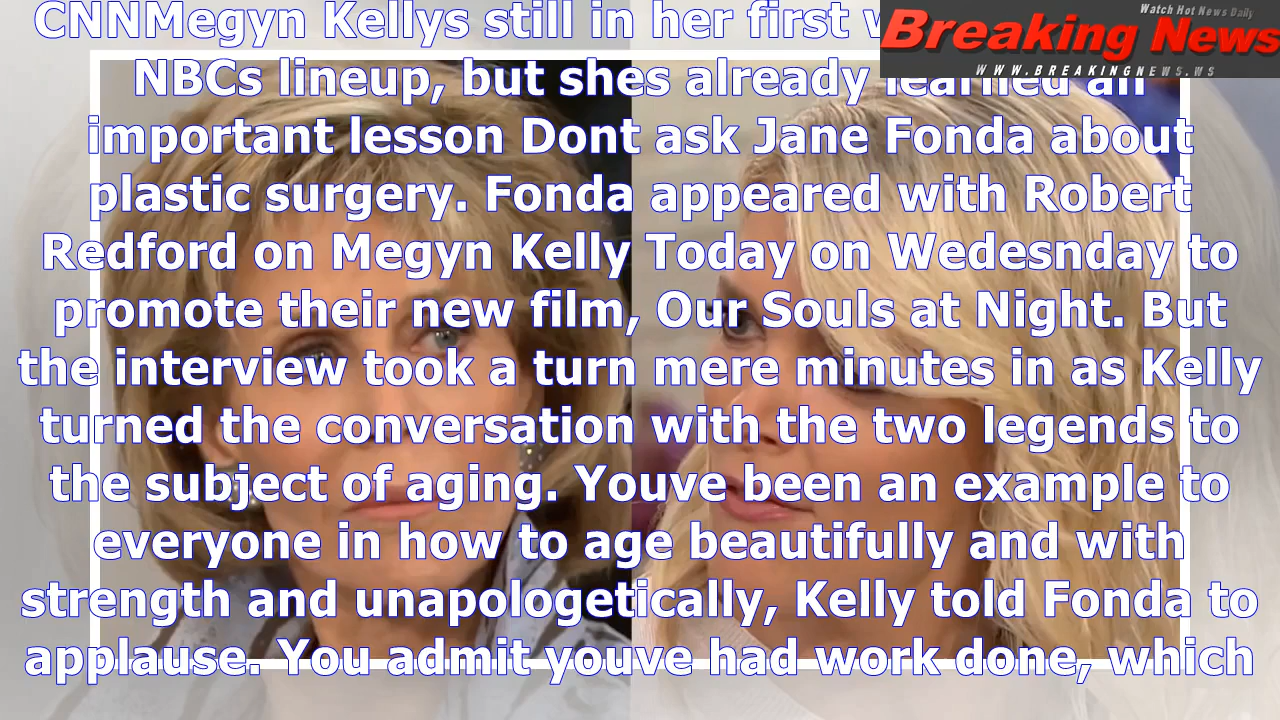 CNNMegyn Kellys still in her first
Watch Hot News Daily
Breaking News
WWW.BREAKINGNEWS.WS
NBCs lineup, but shes already learned an
important lesson Dont ask Jane Fonda about
plastic surgery. Fonda appeared with Robert
Redford on Megyn Kelly Today on Wedesnday to
promote their new film, Our Souls at Night. But
the interview took a turn mere minutes in as Kelly
turned the conversation with the two legends to
the subject of aging. Youve been an example to
everyone in how to age beautifully and with
strength and unapologetically, Kelly told Fonda to
applause. You admit youve had work done, which